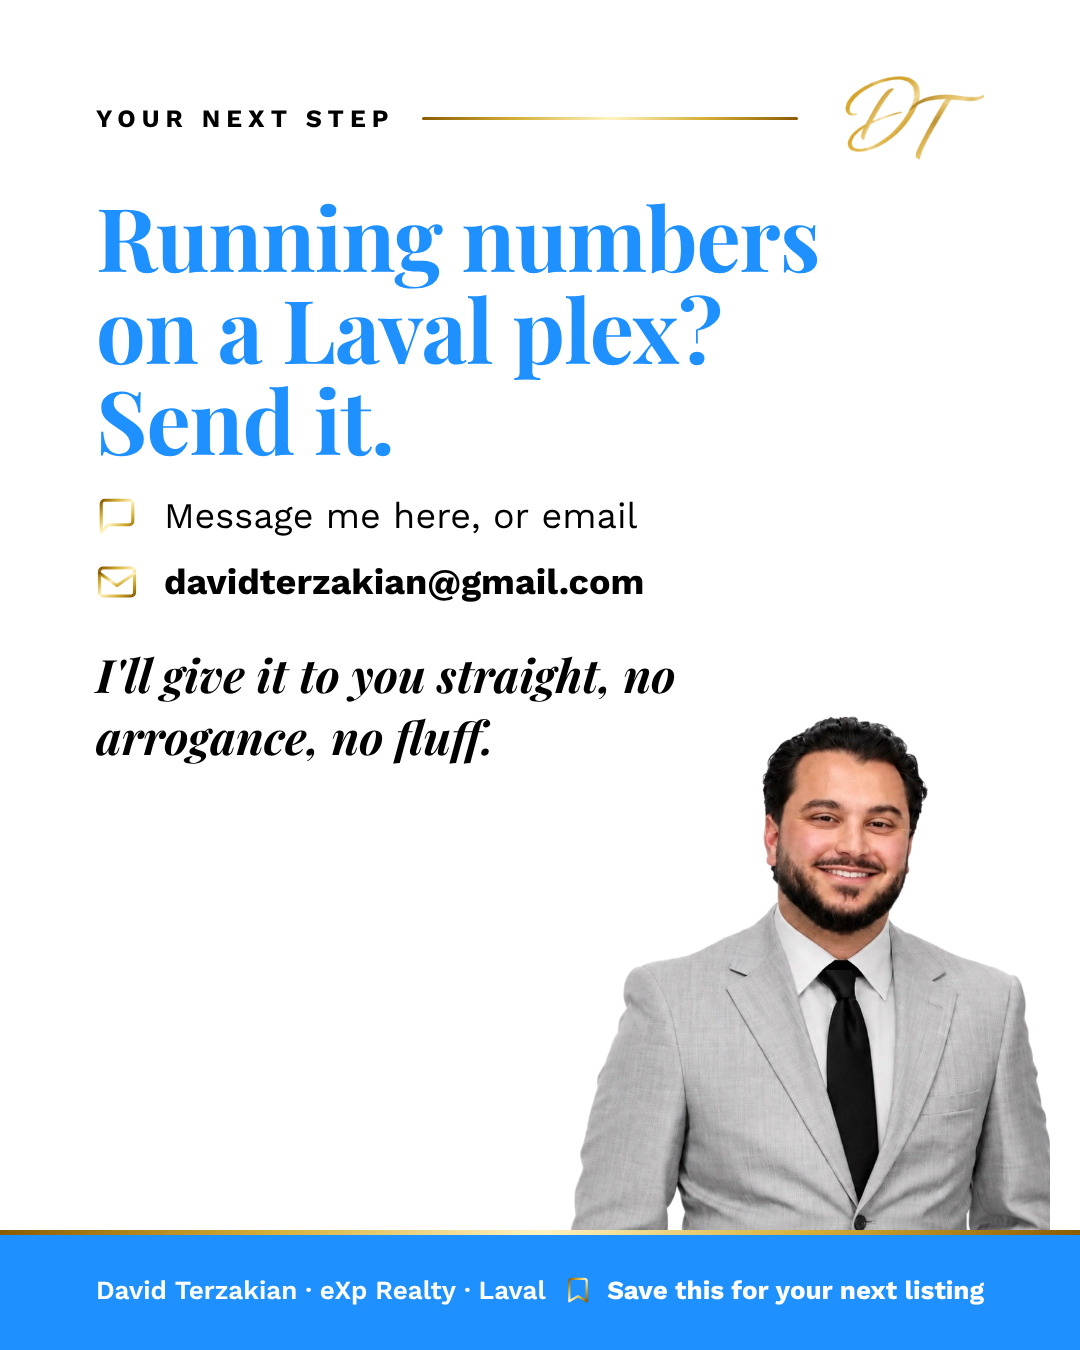 YOUR NEXT STEP
DT
Running numbers
on a Laval plex?
Send it.
Message me here, or email
davidterzakian@gmail.com
I'll give it to you straight, no
arrogance, no fluff.
David Terzakian · eXp Realty · Laval
Save this for your next listing